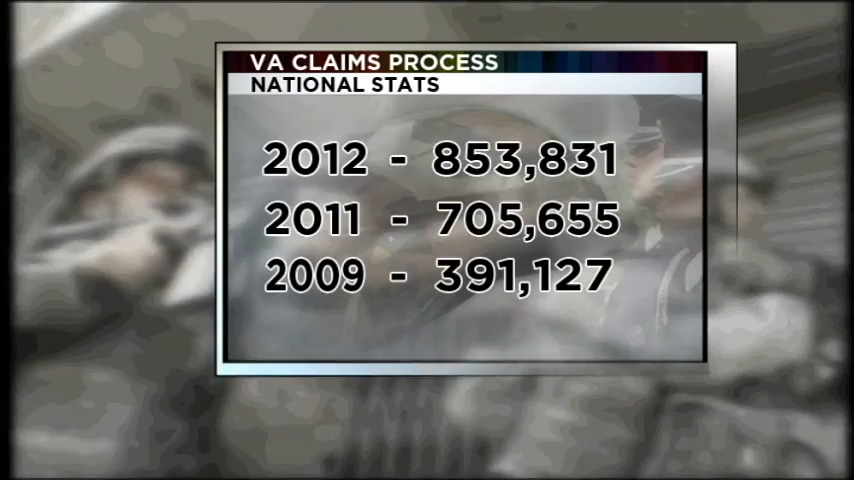 VA CLAIMS PROCESS
NATIONAL STATS
2012 - 853,831
2011 - 705,655
2009 - 391,127